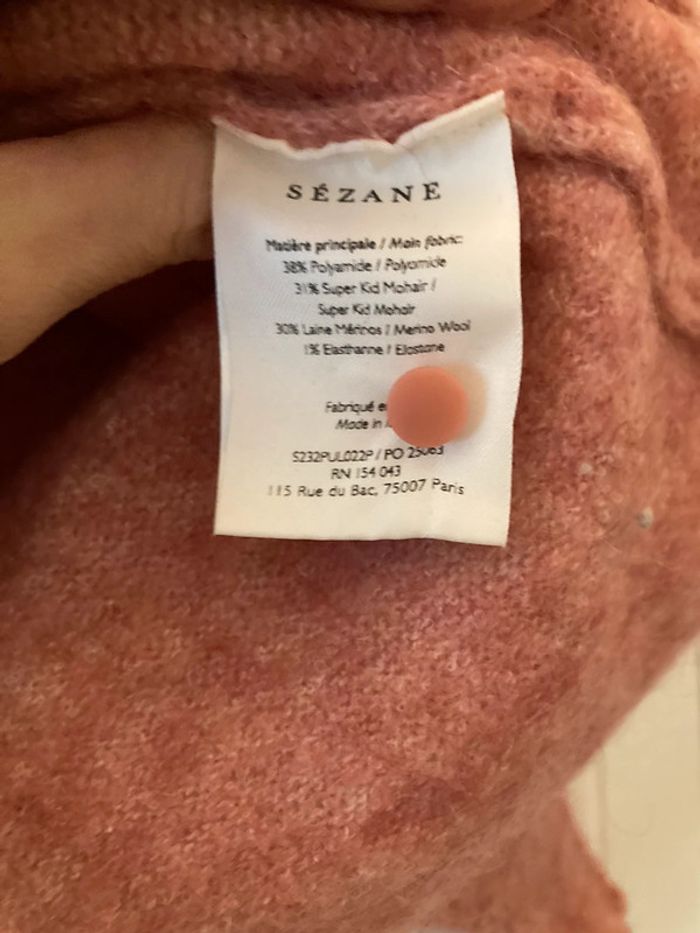 SÉZANE
Matière principale / Main fabric:
38% Polyamide / Polyamide
31% Super Kid Mohair /
Super Kid Mohair
30% Laine Mérinos / Merino Wool
1% Elasthanne / Elastane
Fabriqué
Made in
S232PUL022P / PO 25063
RN 154 043
115 Rue du Bac, 75007 Paris